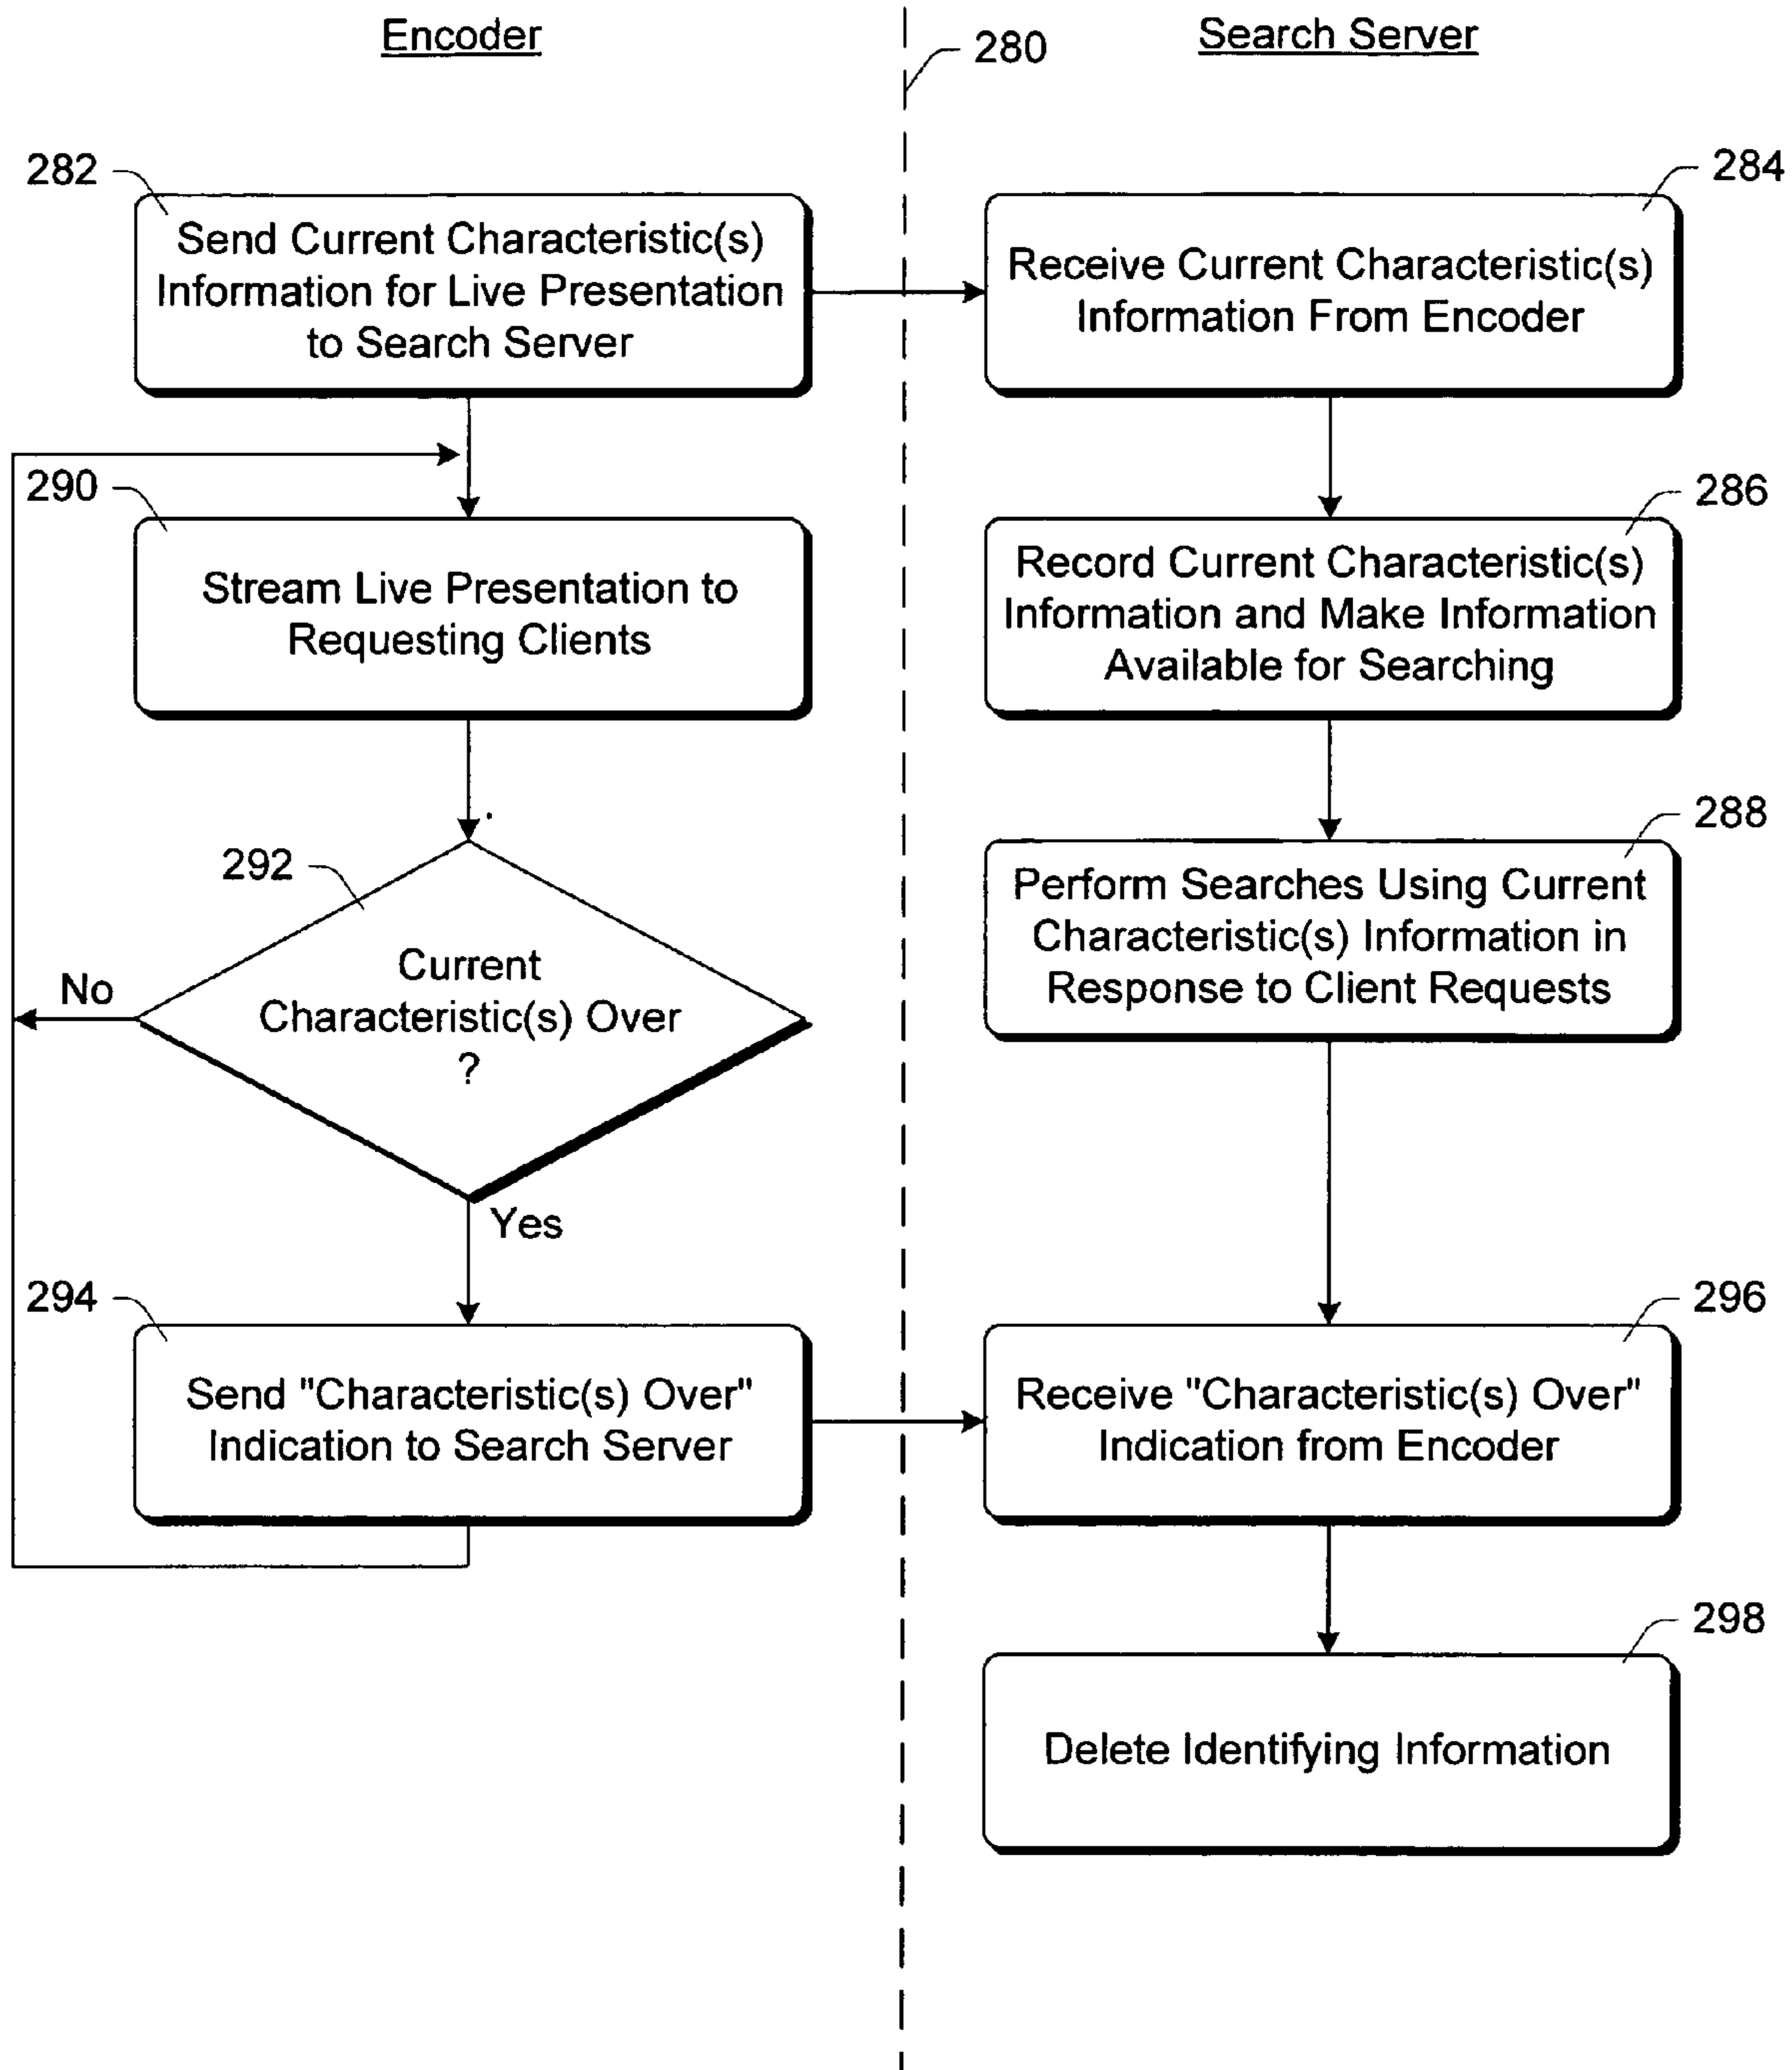 Encoder
280
Search Server
282
Send Current Characteristic(s)
Information for Live Presentation
to Search Server
284
Receive Current Characteristic(s)
Information From Encoder
290
Stream Live Presentation to
Requesting Clients
286
Record Current Characteristic(s)
Information and Make Information
Available for Searching
292
Current
Characteristic(s) Over
?
No
Yes
288
Perform Searches Using Current
Characteristic(s) Information in
Response to Client Requests
294
Send "Characteristic(s) Over"
Indication to Search Server
296
Receive "Characteristic(s) Over"
Indication from Encoder
298
Delete Identifying Information